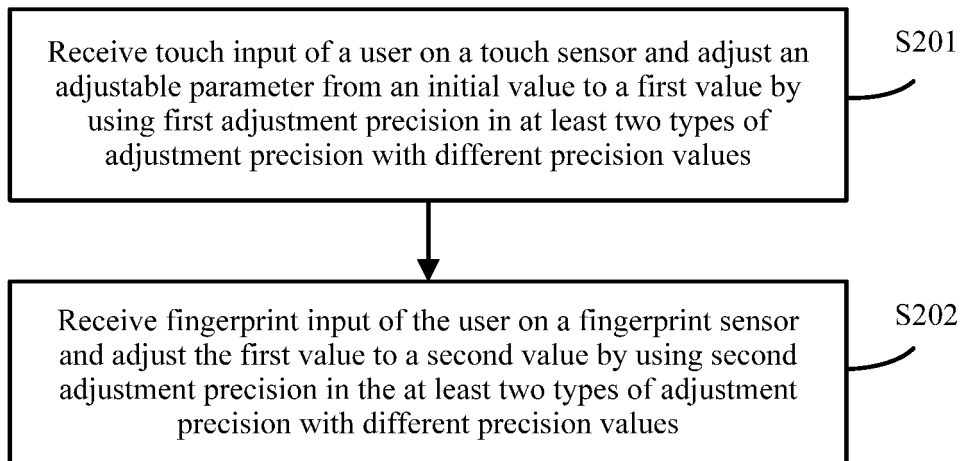 Receive touch input of a user on a touch sensor and adjust an
adjustable parameter from an initial value to a first value by
using first adjustment precision in at least two types of
adjustment precision with different precision values
S201
Receive fingerprint input of the user on a fingerprint sensor
and adjust the first value to a second value by using second
adjustment precision in the at least two types of adjustment
precision with different precision values
S202